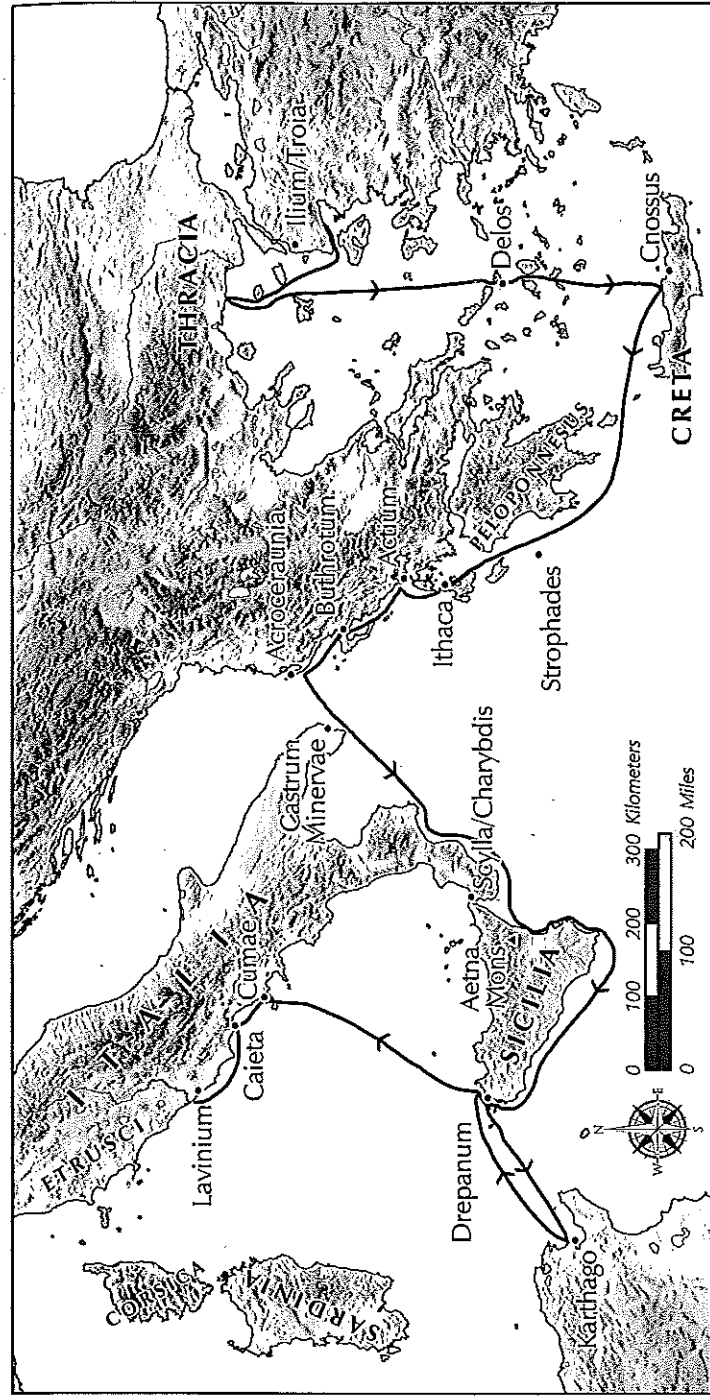 THRACIA
Ilium/Troia
Acroceraunia
Buthrotum
Actium
Delos
Cnossus
CRETA
PELOPONNESUS
Ithaca
Strophades
ITALIA
ETRUSCI
Castrum
Minervae
Cumae
Caieta
Lavinium
CORSICA
SARDINIA
Scylla/Charybdis
Aetna
Mons
SICILIA
Drepanum
Karthago
N
W
E
S
0 100 200 300 Kilometers
0 100 200 Miles